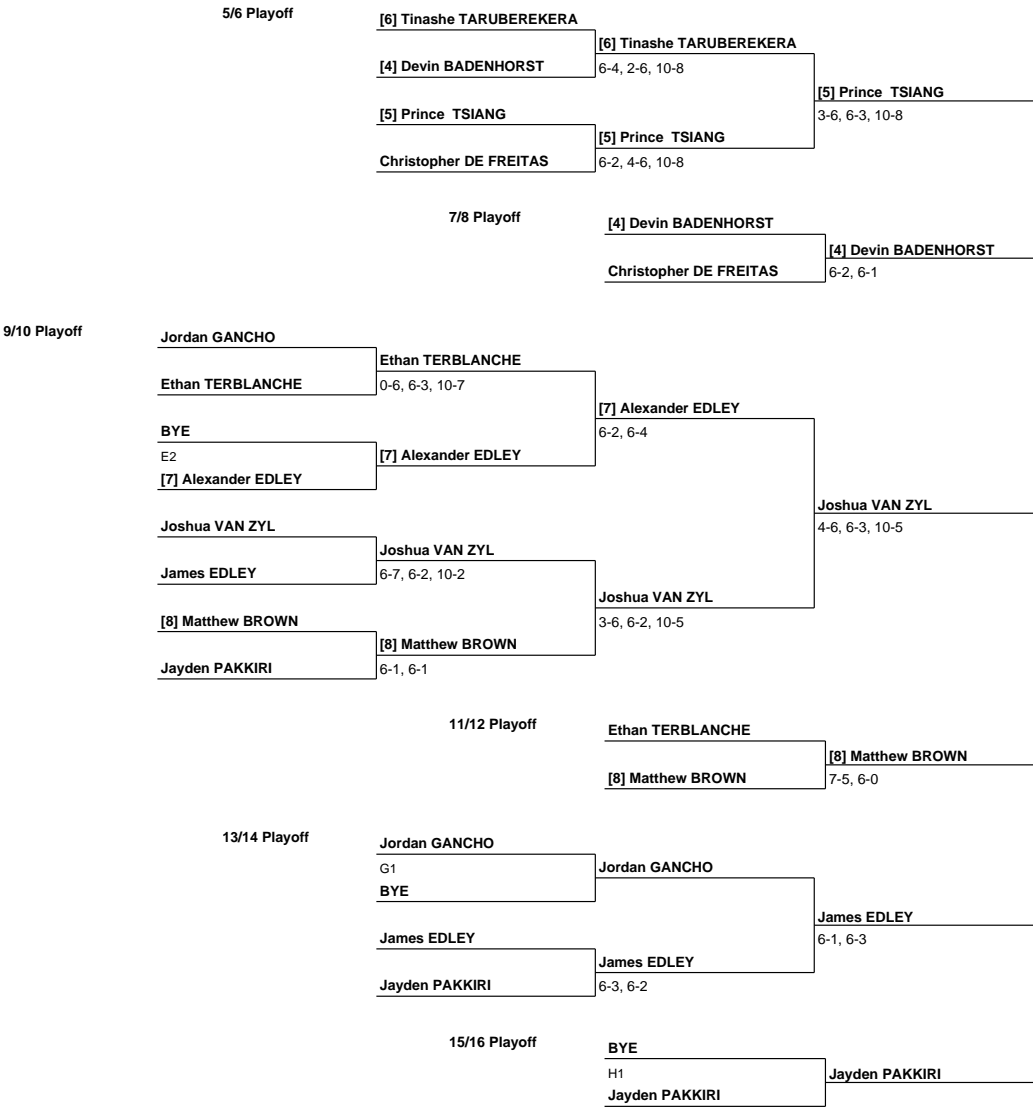 5/6 Playoff
[6] Tinashe TARUBEREKERA
[6] Tinashe TARUBEREKERA
[4] Devin BADENHORST
6-4, 2-6, 10-8
[5] Prince TSIANG
[5] Prince TSIANG
3-6, 6-3, 10-8
[5] Prince TSIANG
Christopher DE FREITAS
6-2, 4-6, 10-8
7/8 Playoff
[4] Devin BADENHORST
[4] Devin BADENHORST
Christopher DE FREITAS
6-2, 6-1
9/10 Playoff
Jordan GANCHO
Ethan TERBLANCHE
Ethan TERBLANCHE
0-6, 6-3, 10-7
[7] Alexander EDLEY
BYE
6-2, 6-4
E2
[7] Alexander EDLEY
[7] Alexander EDLEY
Joshua VAN ZYL
Joshua VAN ZYL
4-6, 6-3, 10-5
Joshua VAN ZYL
James EDLEY
6-7, 6-2, 10-2
Joshua VAN ZYL
[8] Matthew BROWN
3-6, 6-2, 10-5
[8] Matthew BROWN
Jayden PAKKIRI
6-1, 6-1
11/12 Playoff
Ethan TERBLANCHE
[8] Matthew BROWN
[8] Matthew BROWN
7-5, 6-0
13/14 Playoff
Jordan GANCHO
G1
Jordan GANCHO
BYE
James EDLEY
James EDLEY
6-1, 6-3
James EDLEY
Jayden PAKKIRI
6-3, 6-2
15/16 Playoff
BYE
H1
Jayden PAKKIRI
Jayden PAKKIRI